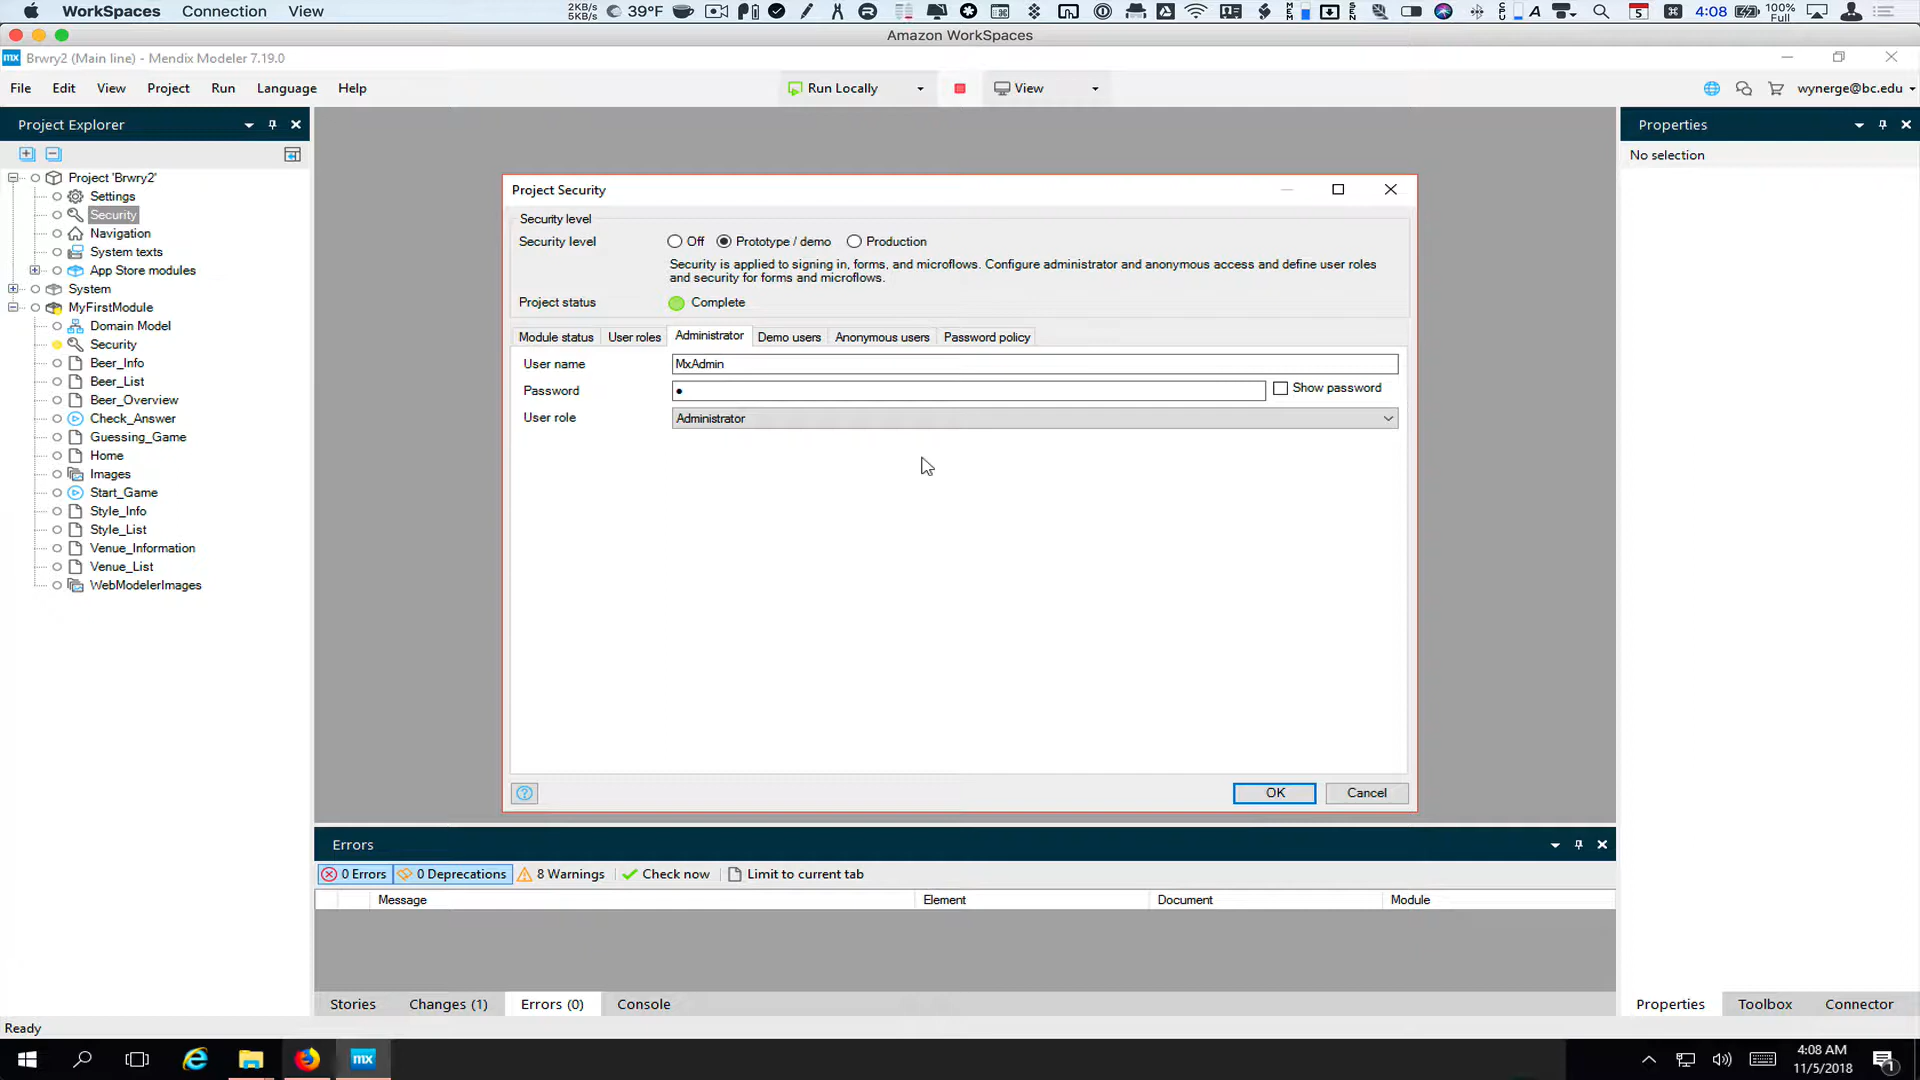 WorkSpaces Connection View 2KB/s 5KB/s 39°F 4:08 100% Full
Amazon WorkSpaces
mx Brwry2 (Main line) - Mendix Modeler 7.19.0
File Edit View Project Run Language Help Run Locally View wynerge@bc.edu
Project Explorer
Properties
No selection
Project 'Brwry2'
Settings
Security
Navigation
System texts
App Store modules
System
MyFirstModule
Domain Model
Security
Beer_Info
Beer_List
Beer_Overview
Check_Answer
Guessing_Game
Home
Images
Start_Game
Style_Info
Style_List
Venue_Information
Venue_List
WebModelerImages
Project Security
Security level
Security level Off Prototype / demo Production
Security is applied to signing in, forms, and microflows. Configure administrator and anonymous access and define user roles
and security for forms and microflows.
Project status Complete
Module status User roles Administrator Demo users Anonymous users Password policy
User name MxAdmin
Password ● Show password
User role Administrator
OK Cancel
Errors
0 Errors 0 Deprecations 8 Warnings Check now Limit to current tab
Message Element Document Module
Stories Changes (1) Errors (0) Console
Properties Toolbox Connector
Ready
mx
4:08 AM
11/5/2018
1